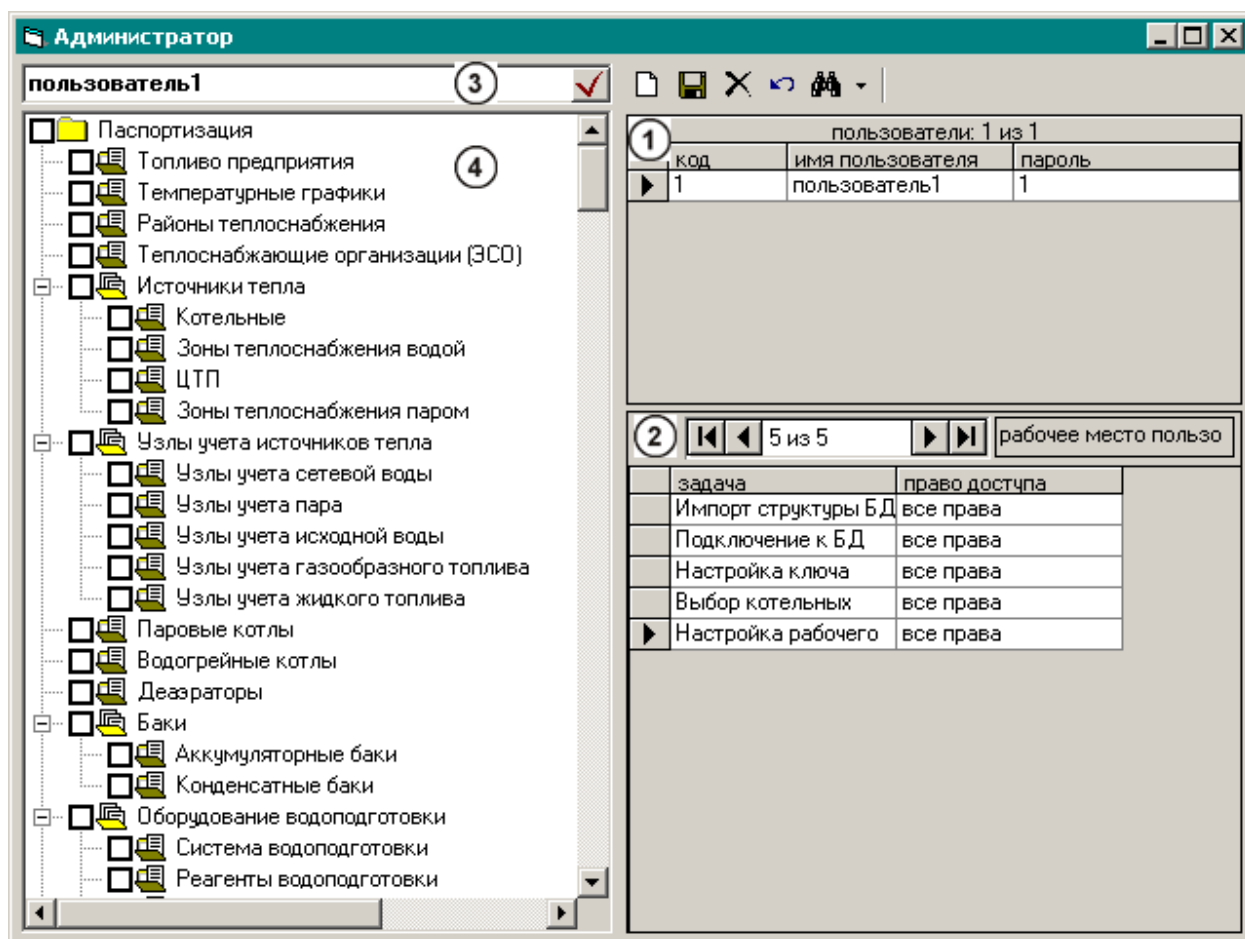 Администратор
пользователь1
3
Паспортизация
Топливо предприятия
4
Температурные графики
Районы теплоснабжения
Теплоснабжающие организации (ЭСО)
Источники тепла
Котельные
Зоны теплоснабжения водой
ЦТП
Зоны теплоснабжения паром
Узлы учета источников тепла
Узлы учета сетевой воды
Узлы учета пара
Узлы учета исходной воды
Узлы учета газообразного топлива
Узлы учета жидкого топлива
Паровые котлы
Водогрейные котлы
Деаэраторы
Баки
Аккумуляторные баки
Конденсатные баки
Оборудование водоподготовки
Система водоподготовки
Реагенты водоподготовки
1
пользователи: 1 из 1
код имя пользователя пароль
1 пользователь1 1
2
5 из 5
рабочее место пользо
задача право доступа
Импорт структуры БД все права
Подключение к БД все права
Настройка ключа все права
Выбор котельных все права
Настройка рабочего все права